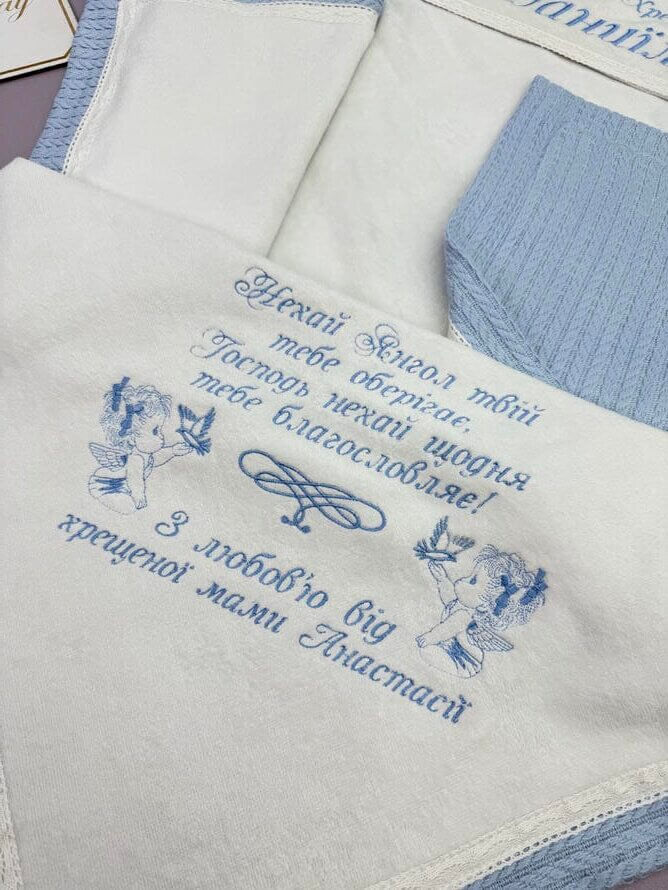 Нехай Янгол твій
тебе оберігає,
Господь нехай щодня
тебе благословляє!
З любов'ю від
хрещеної мами Анастасії